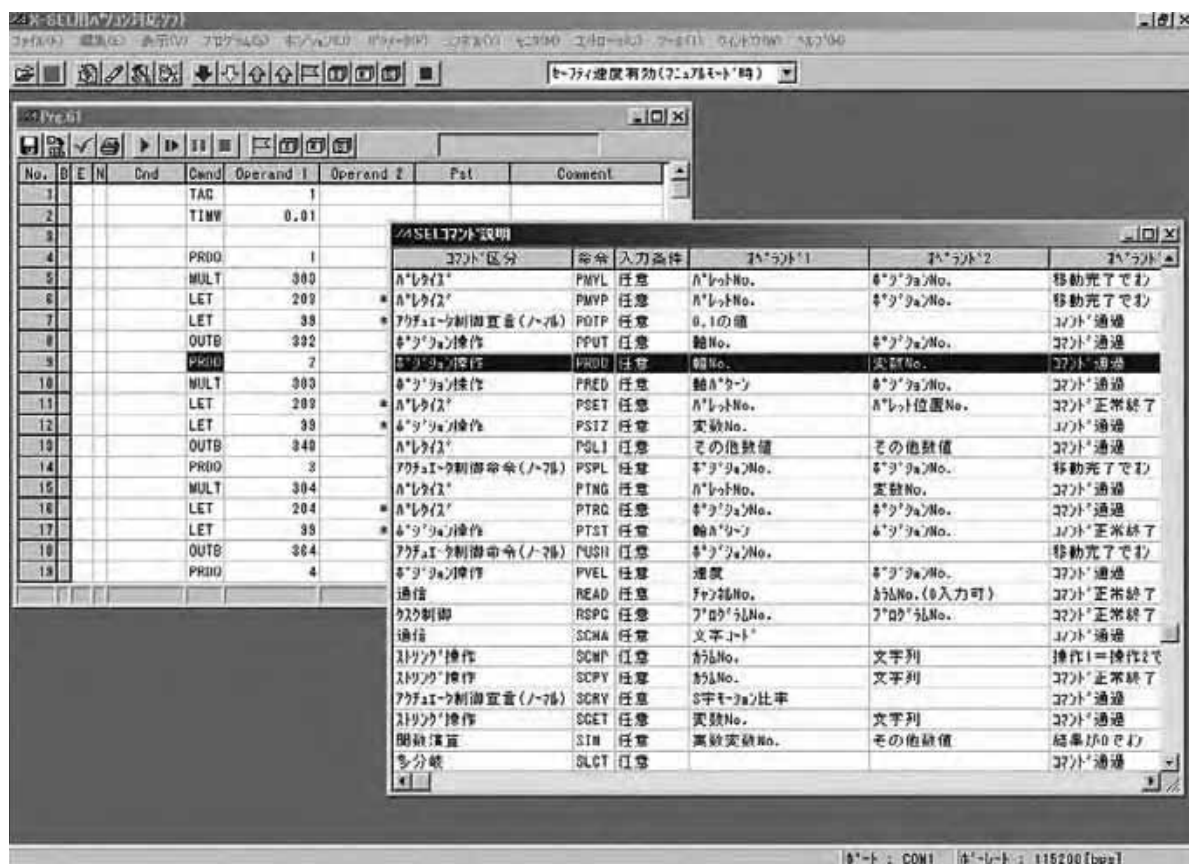 X-SEL用パソコン対応ソフト
ファイル(F) 編集(E) 表示(V) プログラム(G) ﾎﾟｼﾞｼｮﾝ(L) ﾊﾟﾗﾒｰﾀ(P) ｼﾝﾎﾞﾙ(Y) ﾓﾆﾀ(M) ｺﾝﾄﾛｰﾗ(C) ﾂｰﾙ(T) ｳｨﾝﾄﾞｳ(W) ﾍﾙﾌﾟ(H)
ｾｰﾌﾃｨ速度有効(ﾏﾆｭｱﾙﾓｰﾄﾞ時)
Prg.61
No. B E N Cnd Cmnd Operand 1 Operand 2 Pst Comment
1 TAG 1
2 TIMW 0.01
3
4 PRDQ 1
5 MULT 303
6 LET 203 *
7 LET 99 *
8 OUTB 332
9 PRDQ 2
10 MULT 303
11 LET 203 *
12 LET 99 *
13 OUTB 348
14 PRDQ 3
15 MULT 304
16 LET 204 *
17 LET 99 *
18 OUTB 364
19 PRDQ 4
SELｺﾏﾝﾄﾞ説明
ｺﾏﾝﾄﾞ区分 命令 入力条件 ｵﾍﾟﾗﾝﾄﾞ1 ｵﾍﾟﾗﾝﾄﾞ2 ｵﾍﾟﾗﾝﾄﾞ
ﾊﾟﾚﾀｲｽﾞ PMVL 任意 ﾊﾟﾚｯﾄNo. ﾎﾟｼﾞｼｮﾝNo. 移動完了でｵﾝ
ﾊﾟﾚﾀｲｽﾞ PMVP 任意 ﾊﾟﾚｯﾄNo. ﾎﾟｼﾞｼｮﾝNo. 移動完了でｵﾝ
ｱｸﾁｭｴｰﾀ制御宣言(ﾉｰﾏﾙ) POTP 任意 0,1の値 ｺﾏﾝﾄﾞ通過
ﾎﾟｼﾞｼｮﾝ操作 PPUT 任意 軸No. ﾎﾟｼﾞｼｮﾝNo. ｺﾏﾝﾄﾞ通過
ﾎﾟｼﾞｼｮﾝ操作 PRDQ 任意 軸No. 変数No. ｺﾏﾝﾄﾞ通過
ﾎﾟｼﾞｼｮﾝ操作 PRED 任意 軸ﾊﾟﾀｰﾝ ﾎﾟｼﾞｼｮﾝNo. ｺﾏﾝﾄﾞ通過
ﾊﾟﾚﾀｲｽﾞ PSET 任意 ﾊﾟﾚｯﾄNo. ﾊﾟﾚｯﾄ位置No. ｺﾏﾝﾄﾞ正常終了
ﾎﾟｼﾞｼｮﾝ操作 PSIZ 任意 変数No. ｺﾏﾝﾄﾞ通過
ﾊﾟﾚﾀｲｽﾞ PSLI 任意 その他数値 その他数値 ｺﾏﾝﾄﾞ通過
ｱｸﾁｭｴｰﾀ制御命令(ﾉｰﾏﾙ) PSPL 任意 ﾎﾟｼﾞｼｮﾝNo. ﾎﾟｼﾞｼｮﾝNo. 移動完了でｵﾝ
ﾊﾟﾚﾀｲｽﾞ PTNG 任意 ﾊﾟﾚｯﾄNo. 変数No. ｺﾏﾝﾄﾞ通過
ﾊﾟﾚﾀｲｽﾞ PTRG 任意 ﾎﾟｼﾞｼｮﾝNo. ﾎﾟｼﾞｼｮﾝNo. ｺﾏﾝﾄﾞ通過
ﾎﾟｼﾞｼｮﾝ操作 PTST 任意 軸ﾊﾟﾀｰﾝ ﾎﾟｼﾞｼｮﾝNo. ｺﾏﾝﾄﾞ正常終了
ｱｸﾁｭｴｰﾀ制御命令(ﾉｰﾏﾙ) PUSH 任意 ﾎﾟｼﾞｼｮﾝNo. 移動完了でｵﾝ
ﾎﾟｼﾞｼｮﾝ操作 PVEL 任意 速度 ﾎﾟｼﾞｼｮﾝNo. ｺﾏﾝﾄﾞ通過
通信 READ 任意 ﾁｬﾝﾈﾙNo. ｶﾗﾑNo.(0入力可) ｺﾏﾝﾄﾞ正常終了
ﾀｽｸ制御 RSPG 任意 ﾌﾟﾛｸﾞﾗﾑNo. ﾌﾟﾛｸﾞﾗﾑNo. ｺﾏﾝﾄﾞ正常終了
通信 SCHA 任意 文字ｺｰﾄﾞ ｺﾏﾝﾄﾞ通過
ｽﾄﾘﾝｸﾞ操作 SCMP 任意 ｶﾗﾑNo. 文字列 操作1＝操作2で
ｽﾄﾘﾝｸﾞ操作 SCPY 任意 ｶﾗﾑNo. 文字列 ｺﾏﾝﾄﾞ正常終了
ｱｸﾁｭｴｰﾀ制御宣言(ﾉｰﾏﾙ) SCRV 任意 S字ﾓｰｼｮﾝ比率 ｺﾏﾝﾄﾞ通過
ｽﾄﾘﾝｸﾞ操作 SGET 任意 変数No. 文字列 ｺﾏﾝﾄﾞ通過
関数演算 SIN 任意 実数変数No. その他数値 結果が0でｵﾝ
多分岐 SLCT 任意 ｺﾏﾝﾄﾞ通過
ﾎﾟｰﾄ : COM1 ﾎﾞｰﾚｰﾄ : 115200[bps]